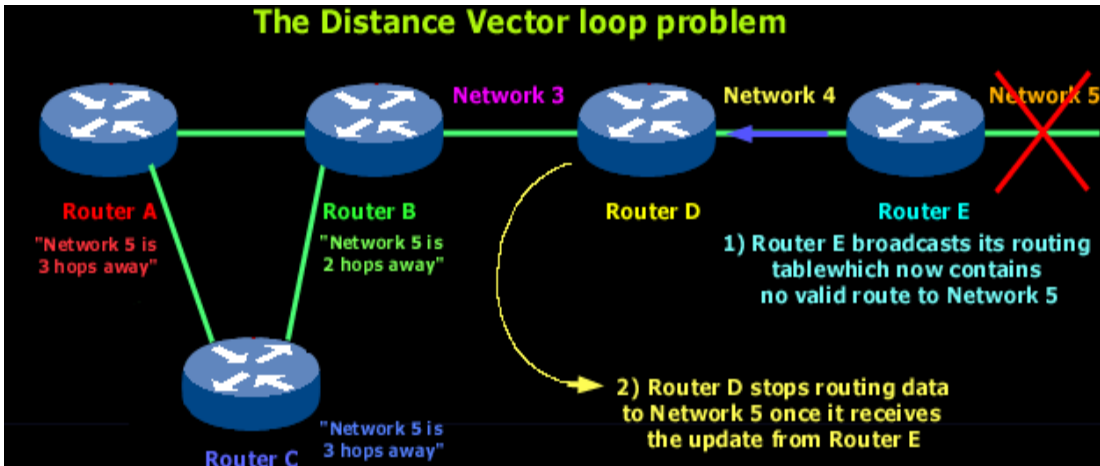 The Distance Vector loop problem
Network 3
Network 4
Network 5
Router A
Router B
Router D
Router E
"Network 5 is
3 hops away"
"Network 5 is
2 hops away"
1) Router E broadcasts its routing
tablewhich now contains
no valid route to Network 5
2) Router D stops routing data
to Network 5 once it receives
the update from Router E
Router C
"Network 5 is
3 hops away"